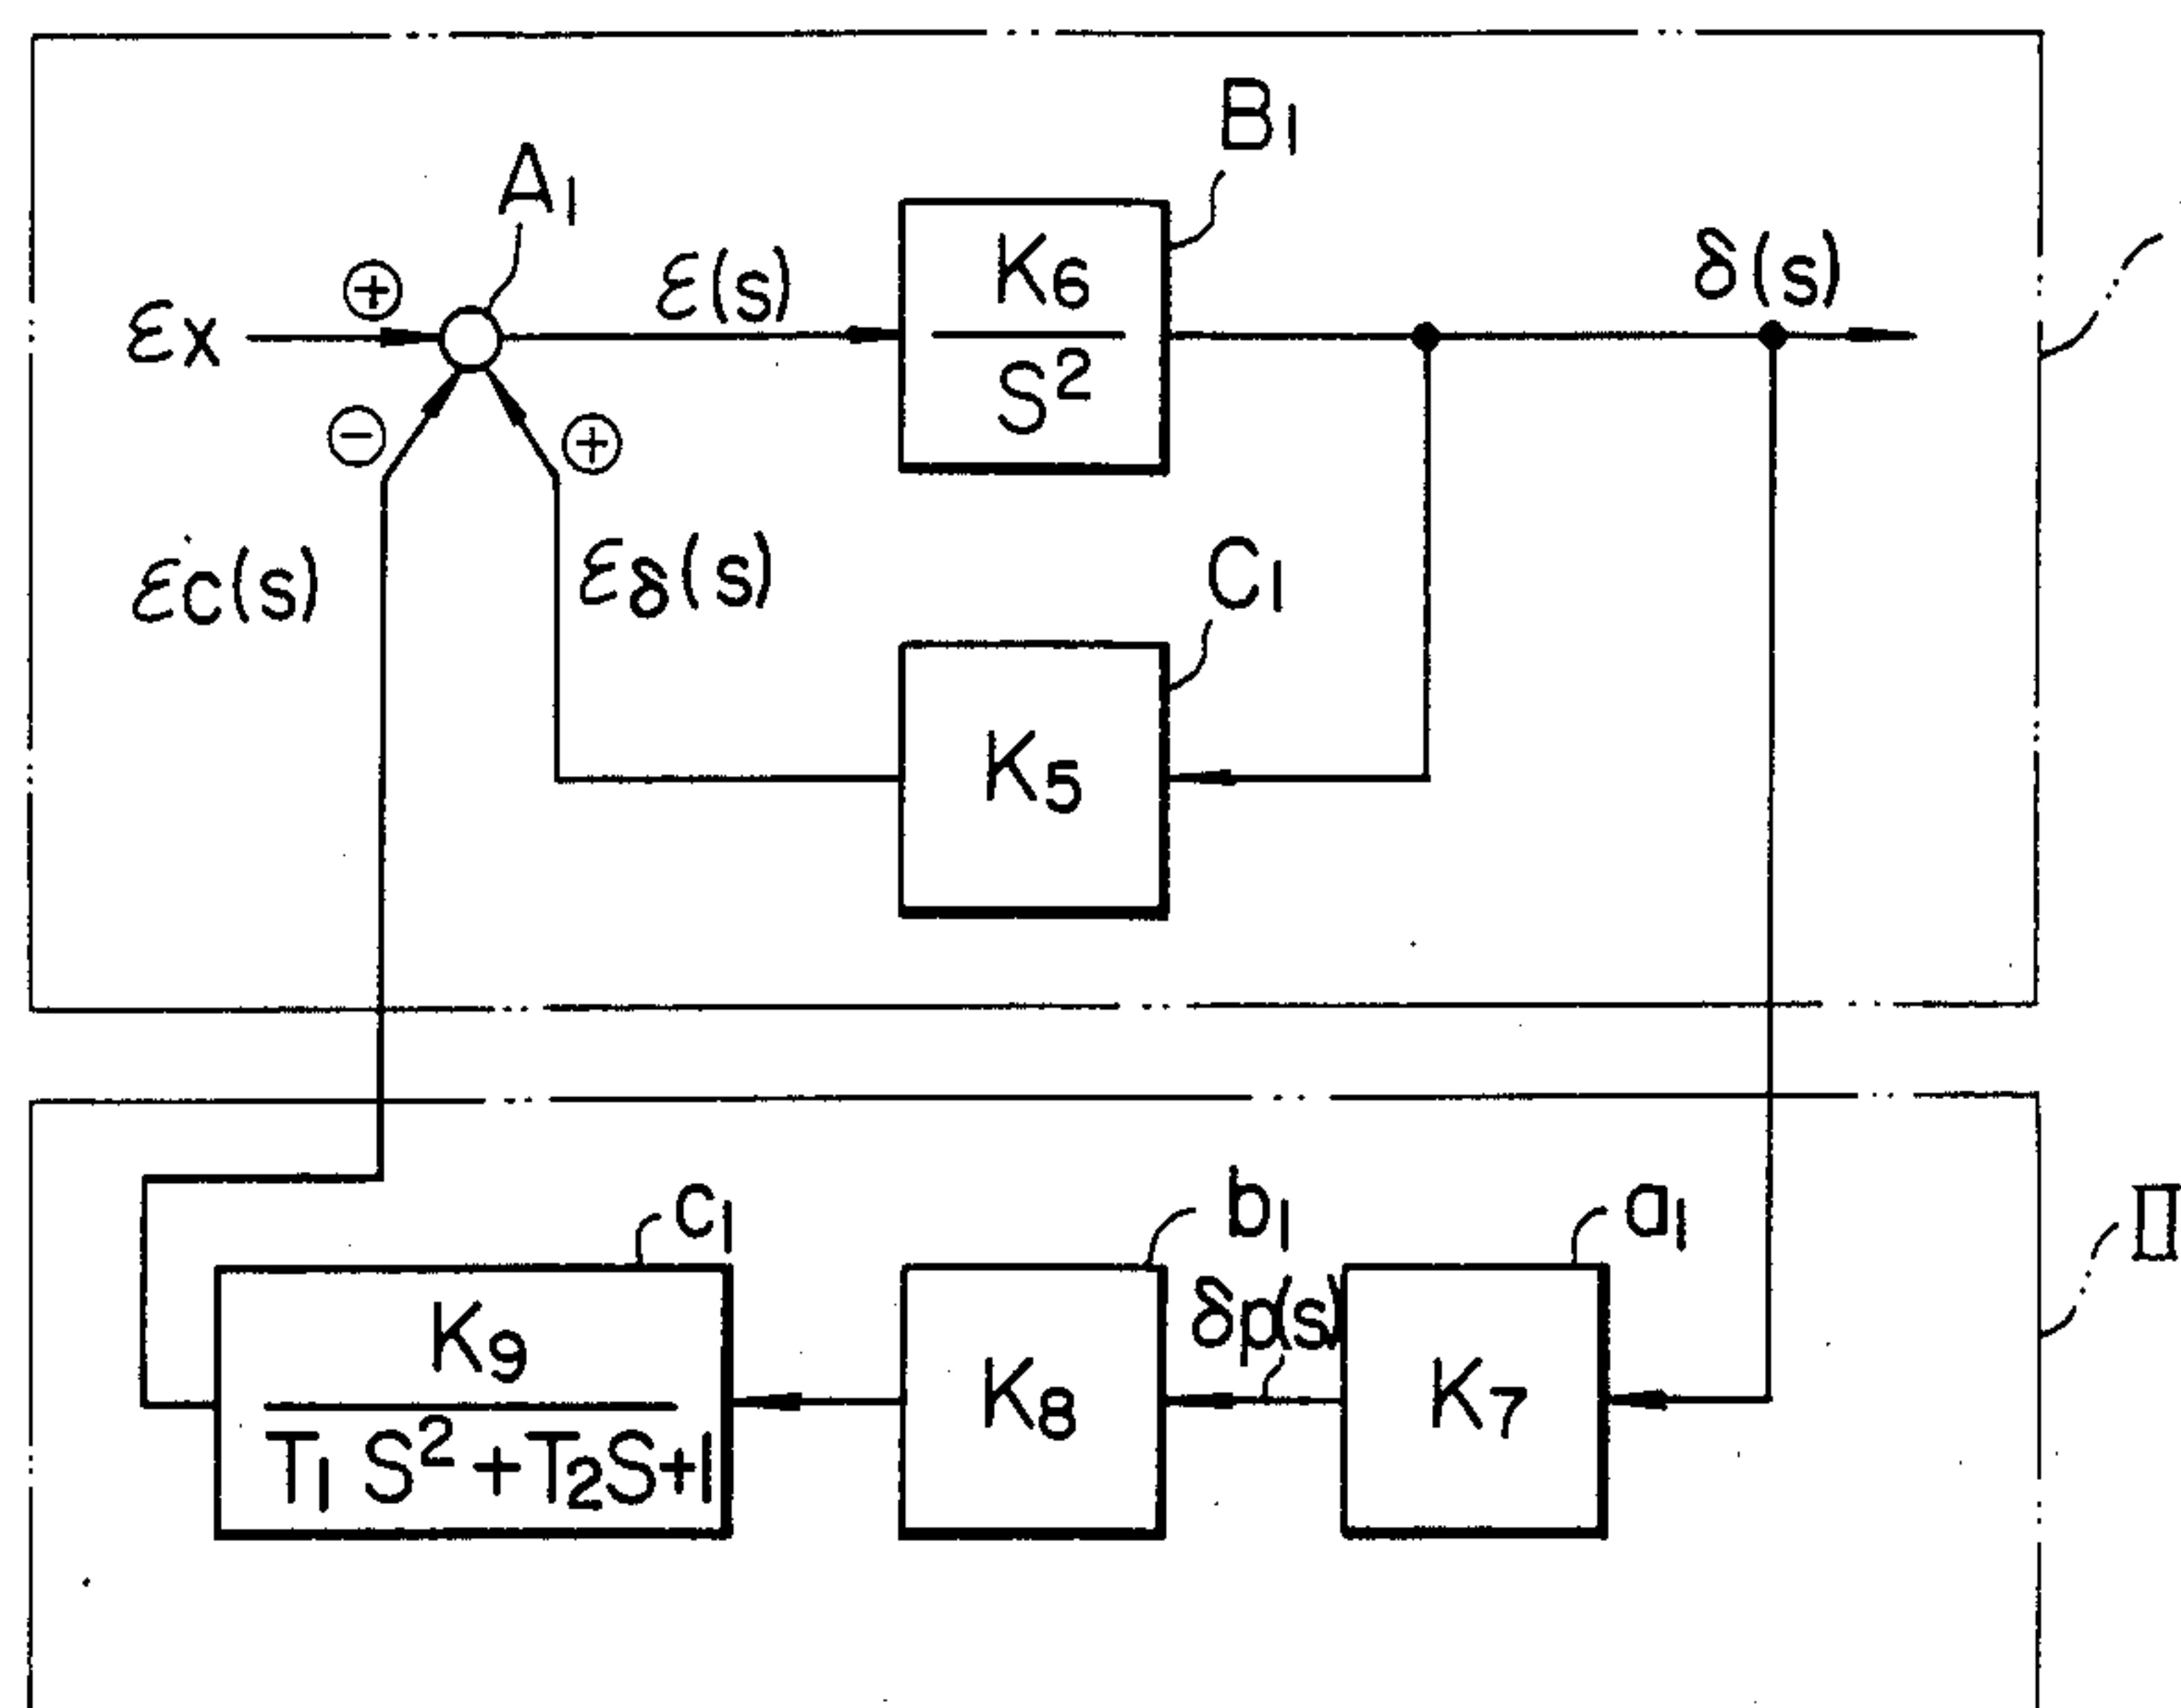 B1
A1
⊕
εx
ε(s)
K6
S²
δ(s)
⊖
⊕
εc(s)
εδ(s)
C1
K5
c1
b1
a1
II
δp(s)
K9
T1 S² + T2S+1
K8
K7